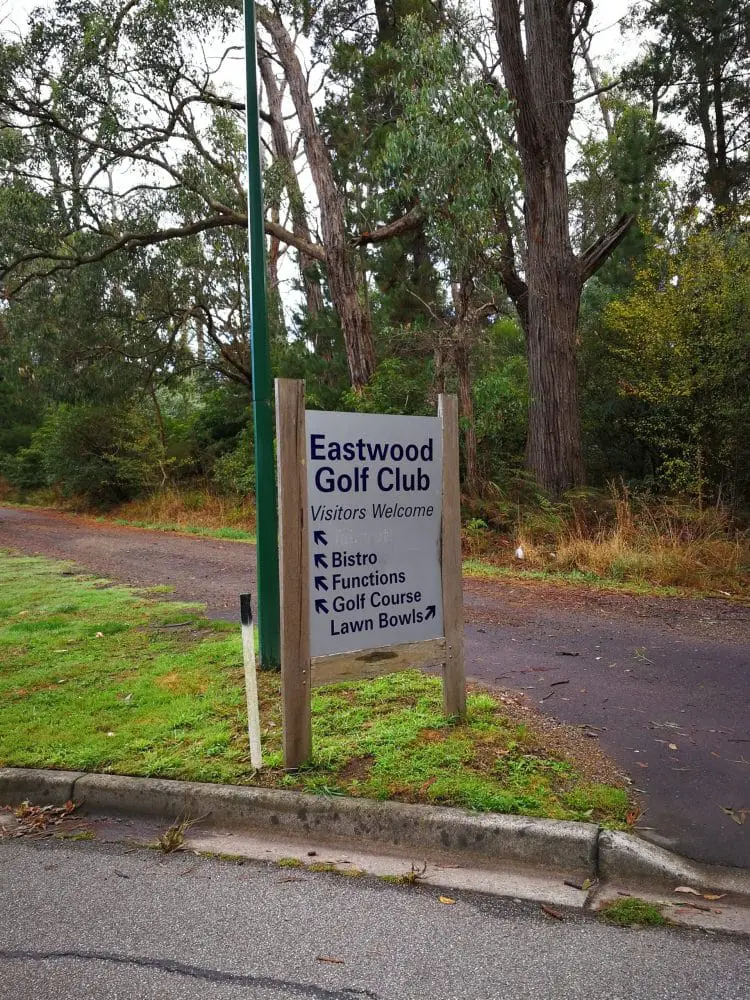 Eastwood
Golf Club
Visitors Welcome
Bistro
Functions
Golf Course
Lawn Bowls